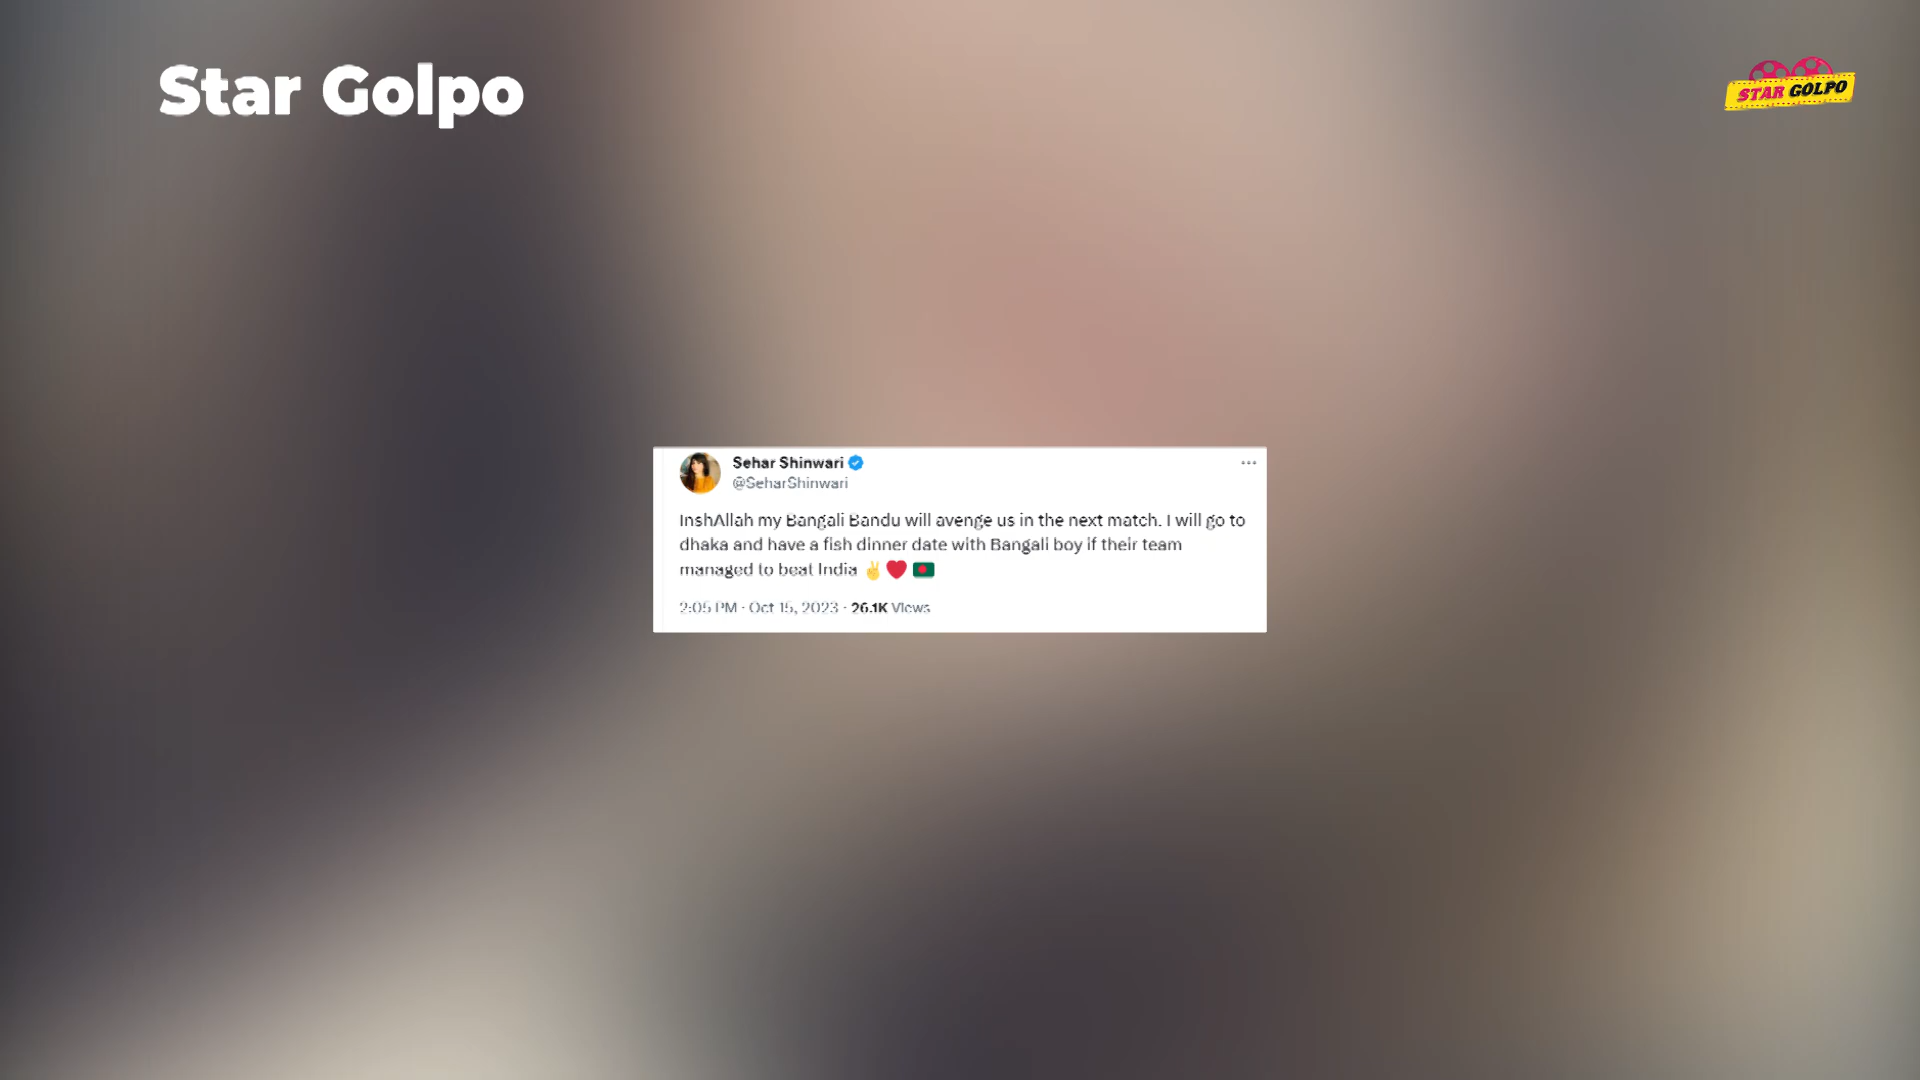 Star Golpo
STAR GOLPO
Sehar Shinwari
@SeharShinwari
InshAllah my Bangali Bandu will avenge us in the next match. I will go to
dhaka and have a fish dinner date with Bangali boy if their team
managed to beat India ✌️❤️🇧🇩
2:05 PM · Oct 15, 2023 · 26.1K Views